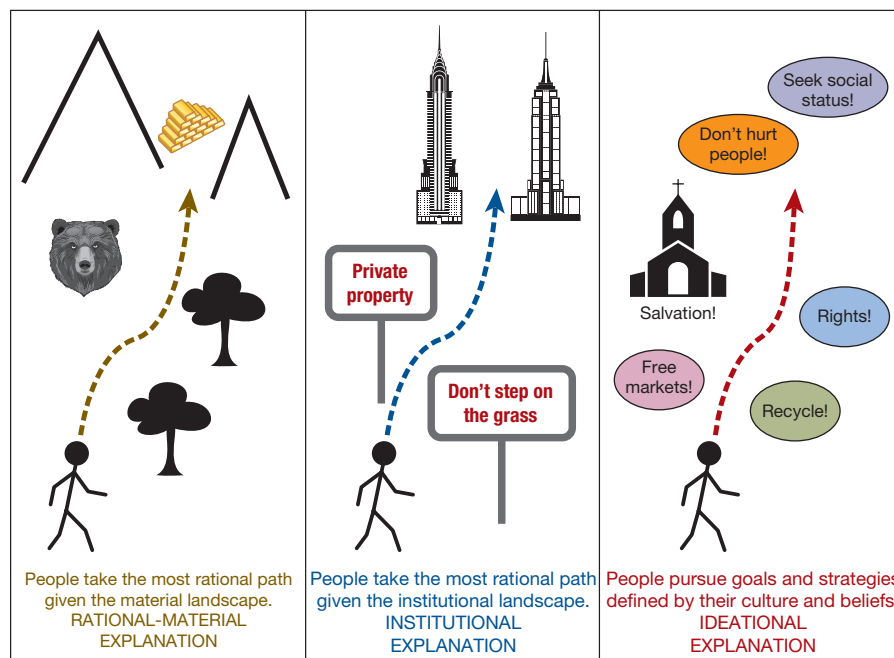 Private
property
Don't step on
the grass
Seek social
status!
Don't hurt
people!
Salvation!
Rights!
Free
markets!
Recycle!
People take the most rational path
given the material landscape.
RATIONAL-MATERIAL
EXPLANATION
People take the most rational path
given the institutional landscape.
INSTITUTIONAL
EXPLANATION
People pursue goals and strategies
defined by their culture and beliefs
IDEATIONAL
EXPLANATION